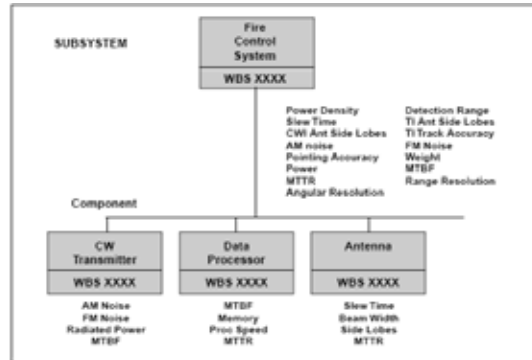 SUBSYSTEM
Fire
Control
System
WBS XXXX
Power Density
Slew Time
CWI Ant Side Lobes
AM noise
Pointing Accuracy
Power
MTTR
Angular Resolution
Detection Range
TI Ant Side Lobes
TI Track Accuracy
FM Noise
Weight
MTBF
Range Resolution
Component
CW
Transmitter
WBS XXXX
AM Noise
FM Noise
Radiated Power
MTBF
Data
Processor
WBS XXXX
MTBF
Memory
Proc Speed
MTTR
Antenna
WBS XXXX
Slew Time
Beam Width
Side Lobes
MTTR